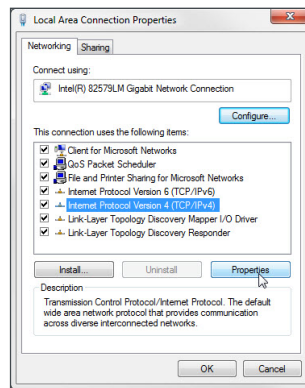 Local Area Connection Properties
Networking Sharing
Connect using:
Intel(R) 82579LM Gigabit Network Connection
Configure...
This connection uses the following items:
Client for Microsoft Networks
QoS Packet Scheduler
File and Printer Sharing for Microsoft Networks
Internet Protocol Version 6 (TCP/IPv6)
Internet Protocol Version 4 (TCP/IPv4)
Link-Layer Topology Discovery Mapper I/O Driver
Link-Layer Topology Discovery Responder
Install... Uninstall Properties
Description
Transmission Control Protocol/Internet Protocol. The default
wide area network protocol that provides communication
across diverse interconnected networks.
OK Cancel